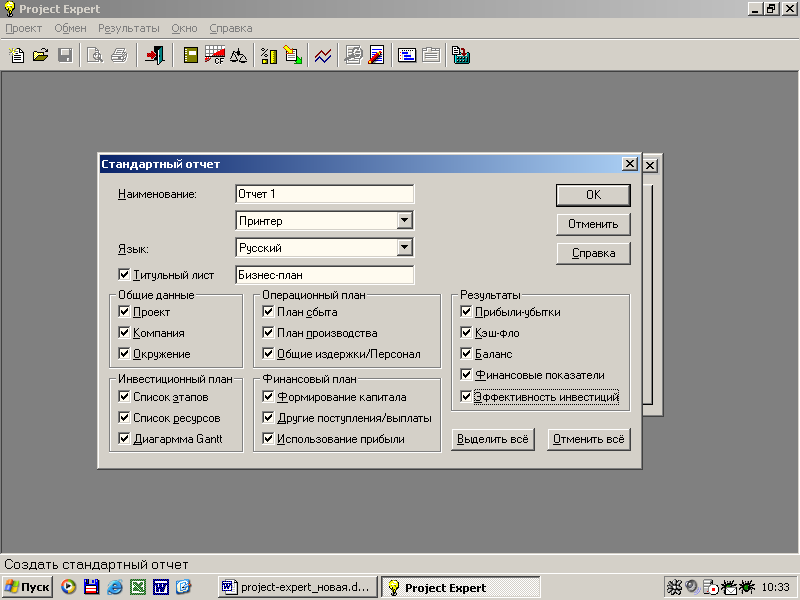 Project Expert
Проект Обмен Результаты Окно Справка
CF
Стандартный отчет
Наименование: Отчет 1 OK
Принтер Отменить
Язык: Русский Справка
Титульный лист Бизнес-план
Общие данные Операционный план Результаты
Проект План сбыта Прибыли-убытки
Компания План производства Кэш-фло
Окружение Общие издержки/Персонал Баланс
Финансовые показатели
Инвестиционный план Финансовый план
Список этапов Формирование капитала Эффективность инвестиций
Список ресурсов Другие поступления/выплаты
Диагармма Gantt Использование прибыли Выделить всё Отменить всё
Создать стандартный отчет
Пуск project-expert_новая.d... Project Expert 10:33